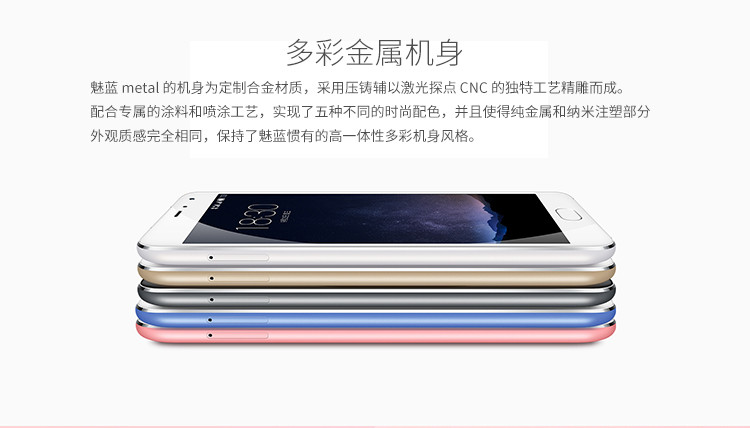 多彩金属机身
魅蓝 metal 的机身为定制合金材质，采用压铸辅以激光探点 CNC 的独特工艺精雕而成。
配合专属的涂料和喷涂工艺，实现了五种不同的时尚配色，并且使得纯金属和纳米注塑部分
外观质感完全相同，保持了魅蓝惯有的高一体性多彩机身风格。
18:30